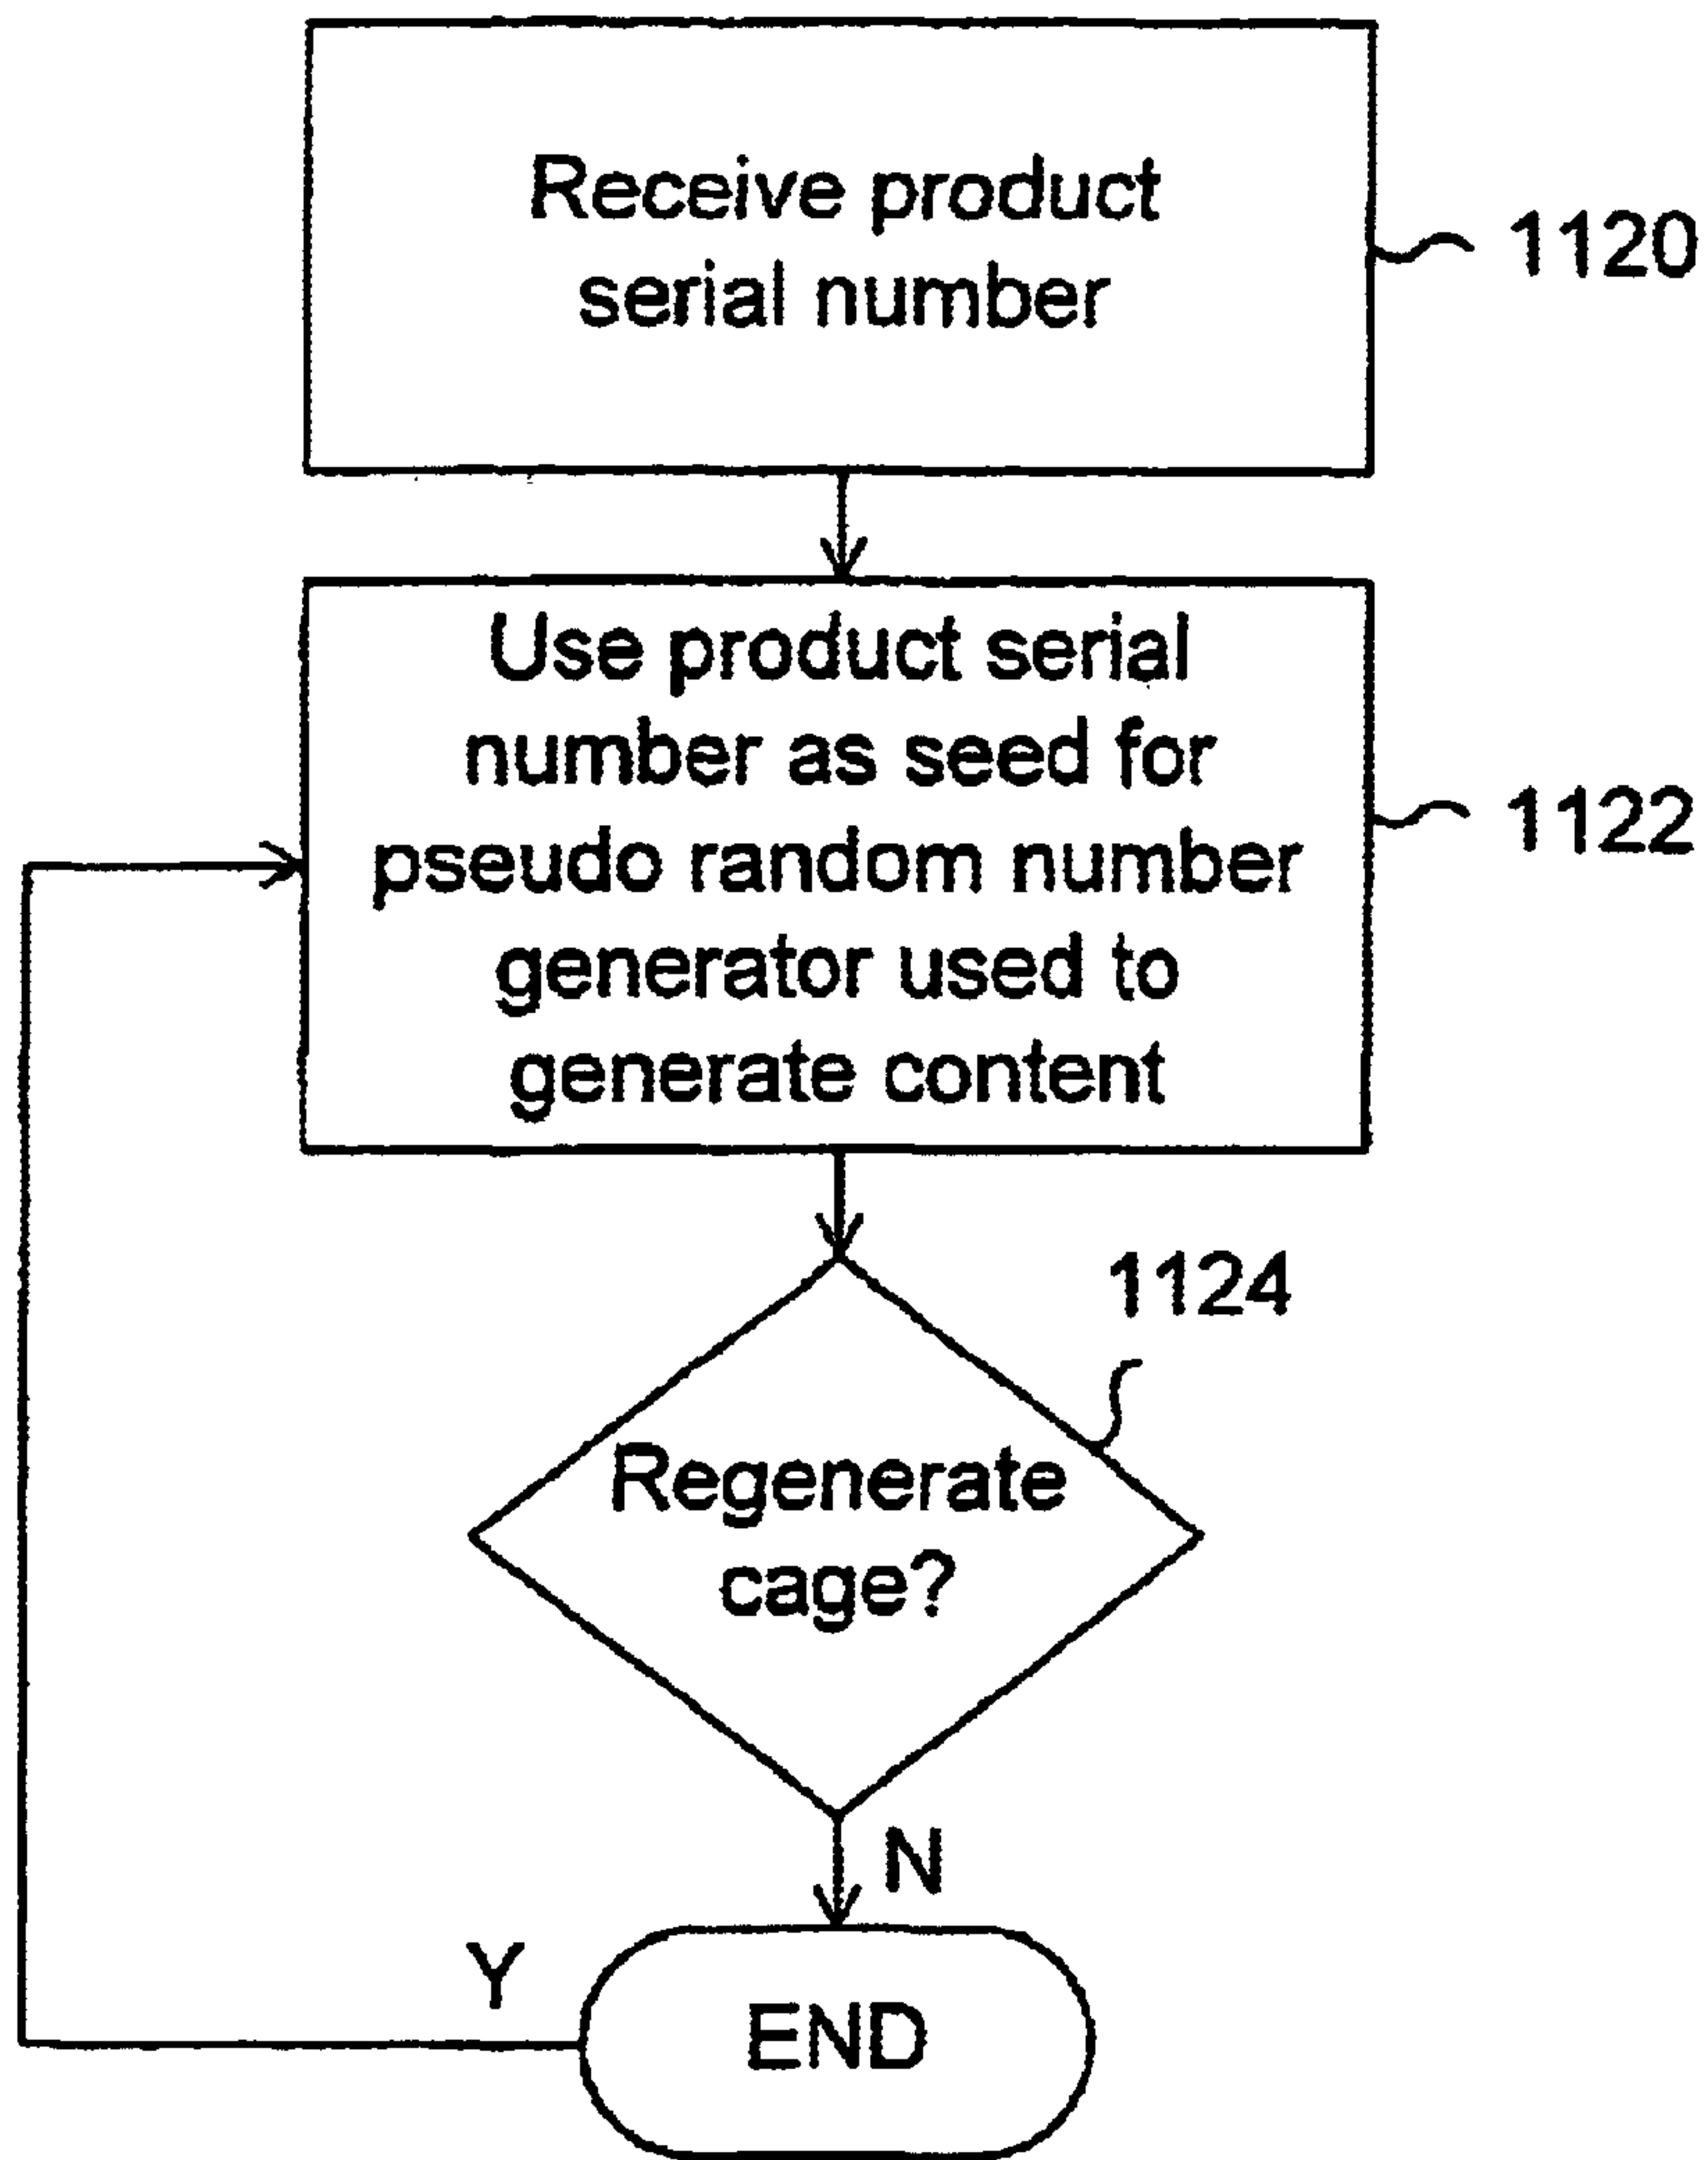 Receive product
serial number
1120
Use product serial
number as seed for
pseudo random number
generator used to
generate content
1122
1124
Regenerate
cage?
N
Y
END